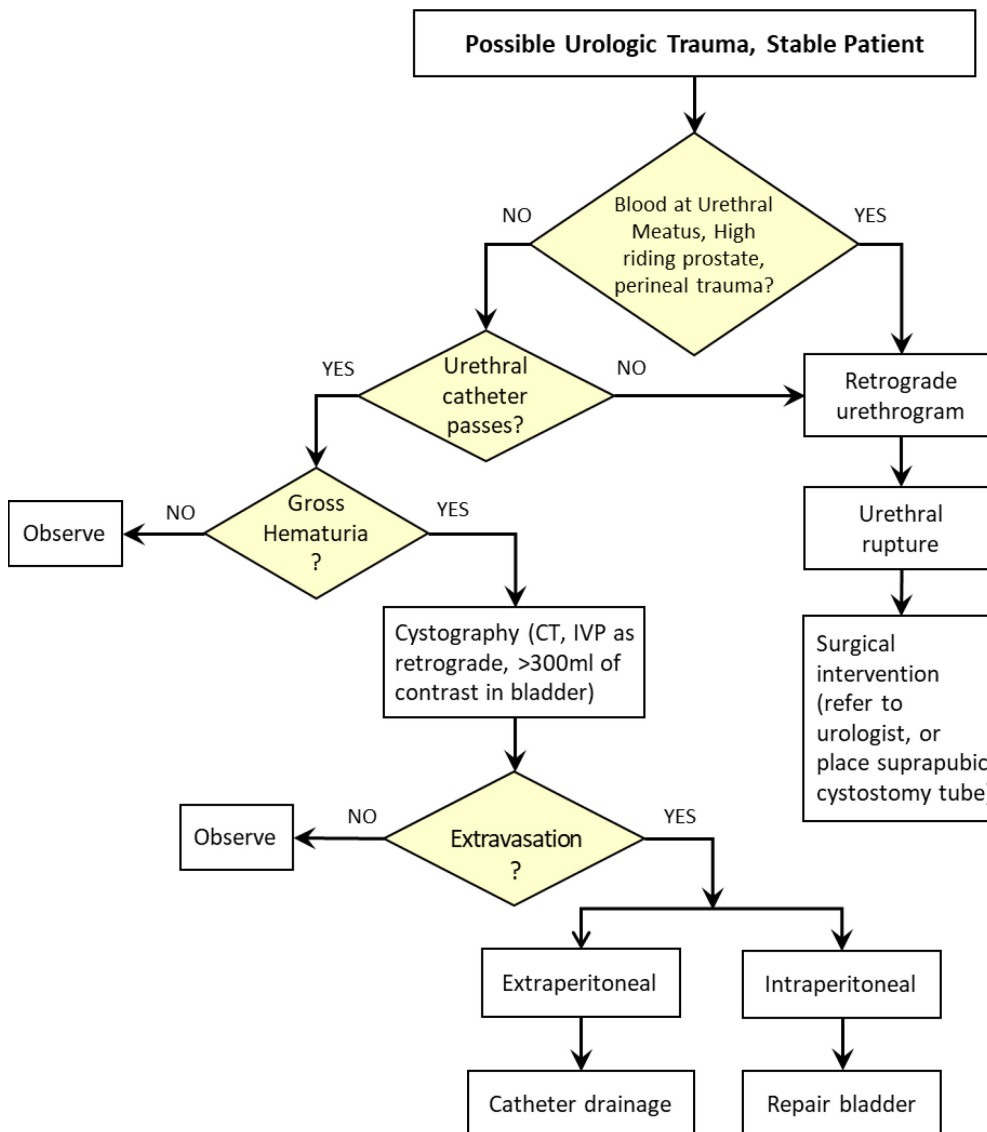 Possible Urologic Trauma, Stable Patient
NO
YES
Blood at Urethral
Meatus, High
riding prostate,
perineal trauma?
YES
NO
Urethral
catheter
passes?
Retrograde
urethrogram
NO
YES
Gross
Hematuria
?
Observe
Urethral
rupture
Cystography (CT, IVP as
retrograde, >300ml of
contrast in bladder)
Surgical
intervention
(refer to
urologist, or
place suprapubic
cystostomy tube)
NO
YES
Observe
Extravasation
?
Extraperitoneal
Intraperitoneal
Catheter drainage
Repair bladder